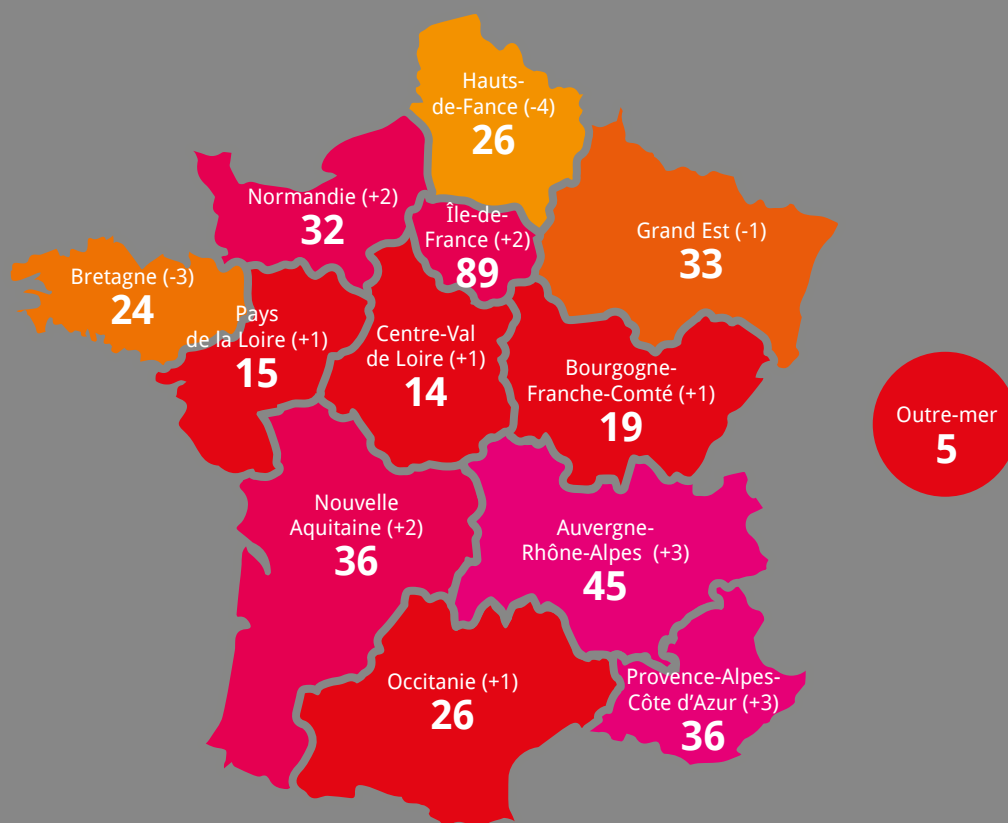 Hauts-
de-Fance (-4)
26
Normandie (+2)
32
Île-de-
France (+2)
89
Grand Est (-1)
33
Bretagne (-3)
24
Pays
de la Loire (+1)
15
Centre-Val
de Loire (+1)
14
Bourgogne-
Franche-Comté (+1)
19
Outre-mer
5
Nouvelle
Aquitaine (+2)
36
Auvergne-
Rhône-Alpes (+3)
45
Occitanie (+1)
26
Provence-Alpes-
Côte d'Azur (+3)
36